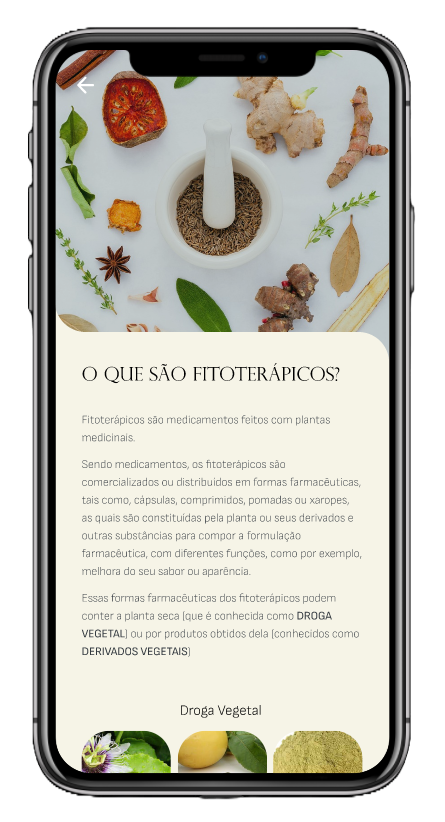 O QUE SÃO FITOTERÁPICOS?
Fitoterápicos são medicamentos feitos com plantas
medicinais.
Sendo medicamentos, os fitoterápicos são
comercializados ou distribuidos em formas farmacêuticas,
tais como, cápsulas, comprimidos, pomadas ou xaropes,
as quais são constituídas pela planta ou seus derivados e
outras substâncias para compor a formulação
farmacêutica, com diferentes funções, como por exemplo,
melhora do seu sabor ou aparência.
Essas formas farmacêuticas dos fitoterápicos podem
conter a planta seca (que é conhecida como DROGA
VEGETAL) ou por produtos obtidos dela (conhecidos como
DERIVADOS VEGETAIS)
Droga Vegetal